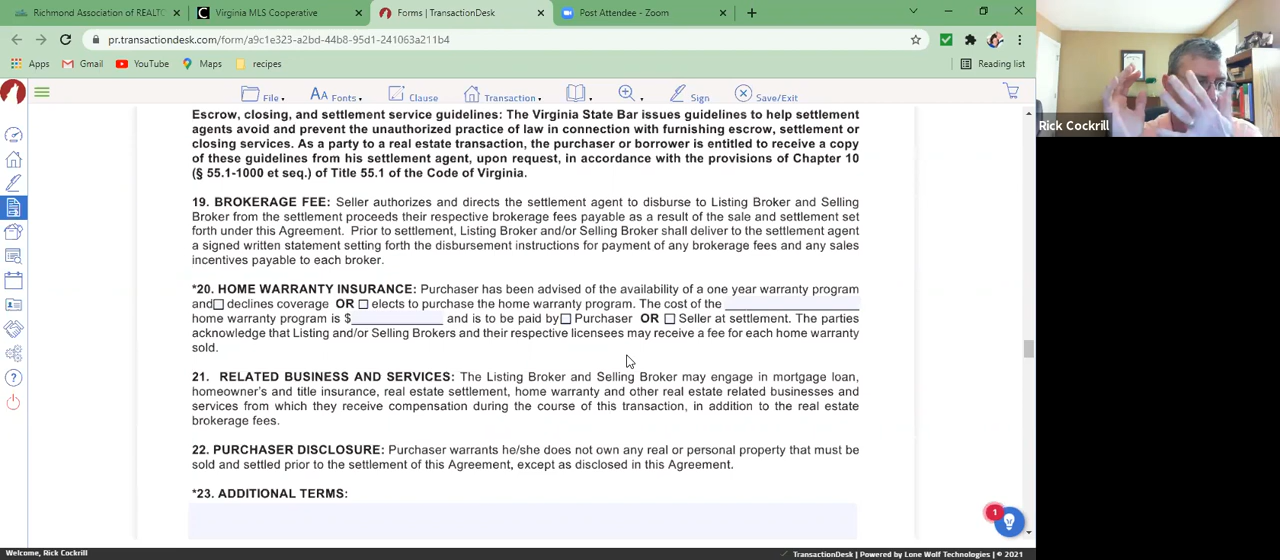 Richmond Association of REALTO
Virginia MLS Cooperative
Forms | TransactionDesk
Post Attendee - Zoom
pr.transactiondesk.com/form/a9c1e323-a2bd-44b8-95d1-241063a211b4
Apps Gmail YouTube Maps recipes Reading list
File Fonts Clause Transaction Sign Save/Exit
Rick Cockrill
Escrow, closing, and settlement service guidelines: The Virginia State Bar issues guidelines to help settlement
agents avoid and prevent the unauthorized practice of law in connection with furnishing escrow, settlement or
closing services. As a party to a real estate transaction, the purchaser or borrower is entitled to receive a copy
of these guidelines from his settlement agent, upon request, in accordance with the provisions of Chapter 10
(§ 55.1-1000 et seq.) of Title 55.1 of the Code of Virginia.
19. BROKERAGE FEE: Seller authorizes and directs the settlement agent to disburse to Listing Broker and Selling
Broker from the settlement proceeds their respective brokerage fees payable as a result of the sale and settlement set
forth under this Agreement. Prior to settlement, Listing Broker and/or Selling Broker shall deliver to the settlement agent
a signed written statement setting forth the disbursement instructions for payment of any brokerage fees and any sales
incentives payable to each broker.
*20. HOME WARRANTY INSURANCE: Purchaser has been advised of the availability of a one year warranty program
and declines coverage OR elects to purchase the home warranty program. The cost of the
home warranty program is $ and is to be paid by Purchaser OR Seller at settlement. The parties
acknowledge that Listing and/or Selling Brokers and their respective licensees may receive a fee for each home warranty
sold.
21. RELATED BUSINESS AND SERVICES: The Listing Broker and Selling Broker may engage in mortgage loan,
homeowner's and title insurance, real estate settlement, home warranty and other real estate related businesses and
services from which they receive compensation during the course of this transaction, in addition to the real estate
brokerage fees.
22. PURCHASER DISCLOSURE: Purchaser warrants he/she does not own any real or personal property that must be
sold and settled prior to the settlement of this Agreement, except as disclosed in this Agreement.
*23. ADDITIONAL TERMS:
1
Welcome, Rick Cockrill
TransactionDesk | Powered by Lone Wolf Technologies | © 2021